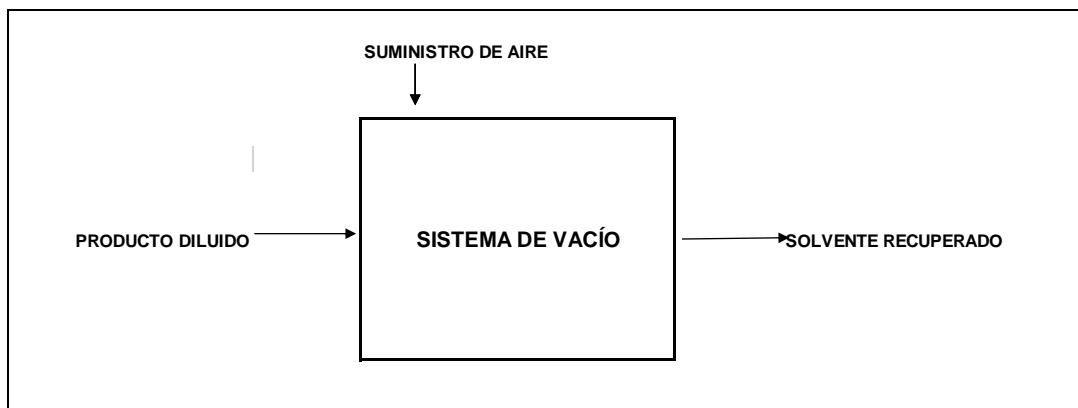 SUMINISTRO DE AIRE
PRODUCTO DILUIDO
SISTEMA DE VACÍO
SOLVENTE RECUPERADO